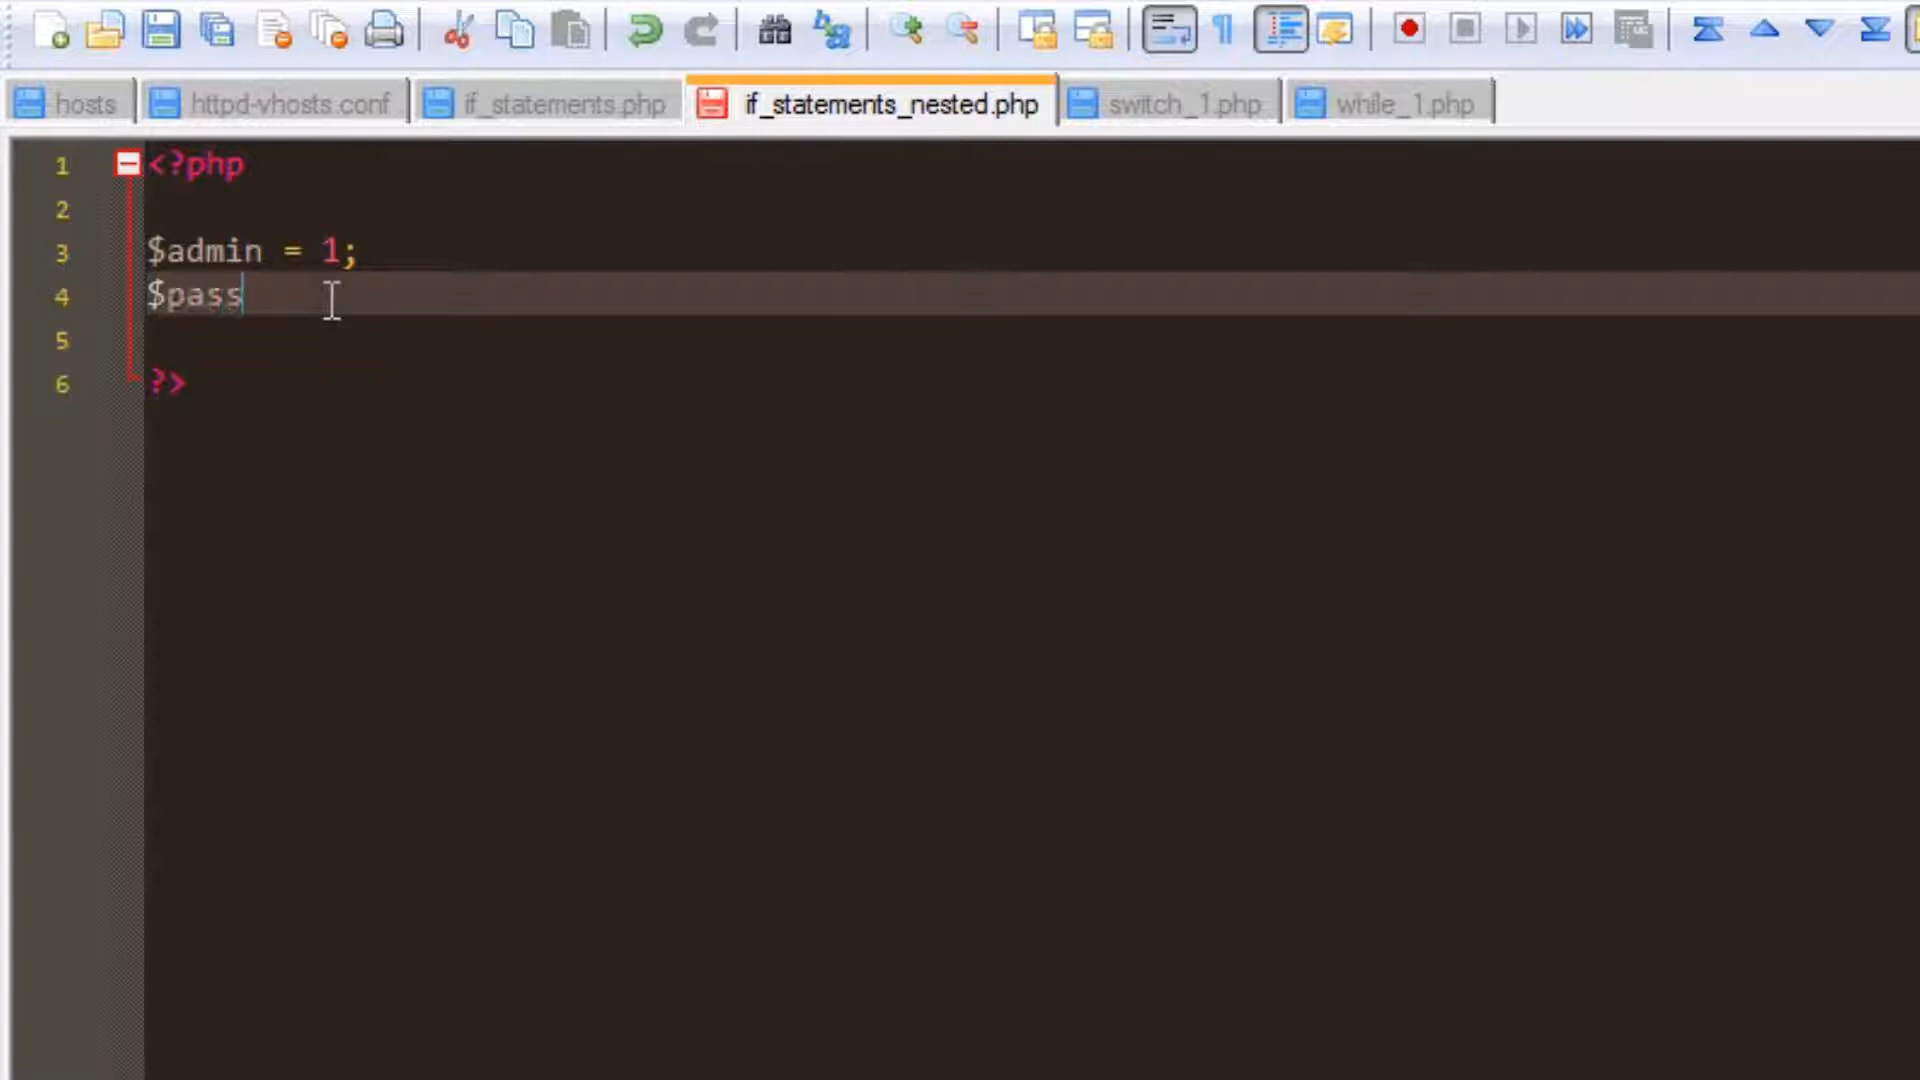 hosts httpd-vhosts.conf if_statements.php if_statements_nested.php switch_1.php while_1.php
1 <?php
2
3 $admin = 1;
4 $pass
5
6 ?>